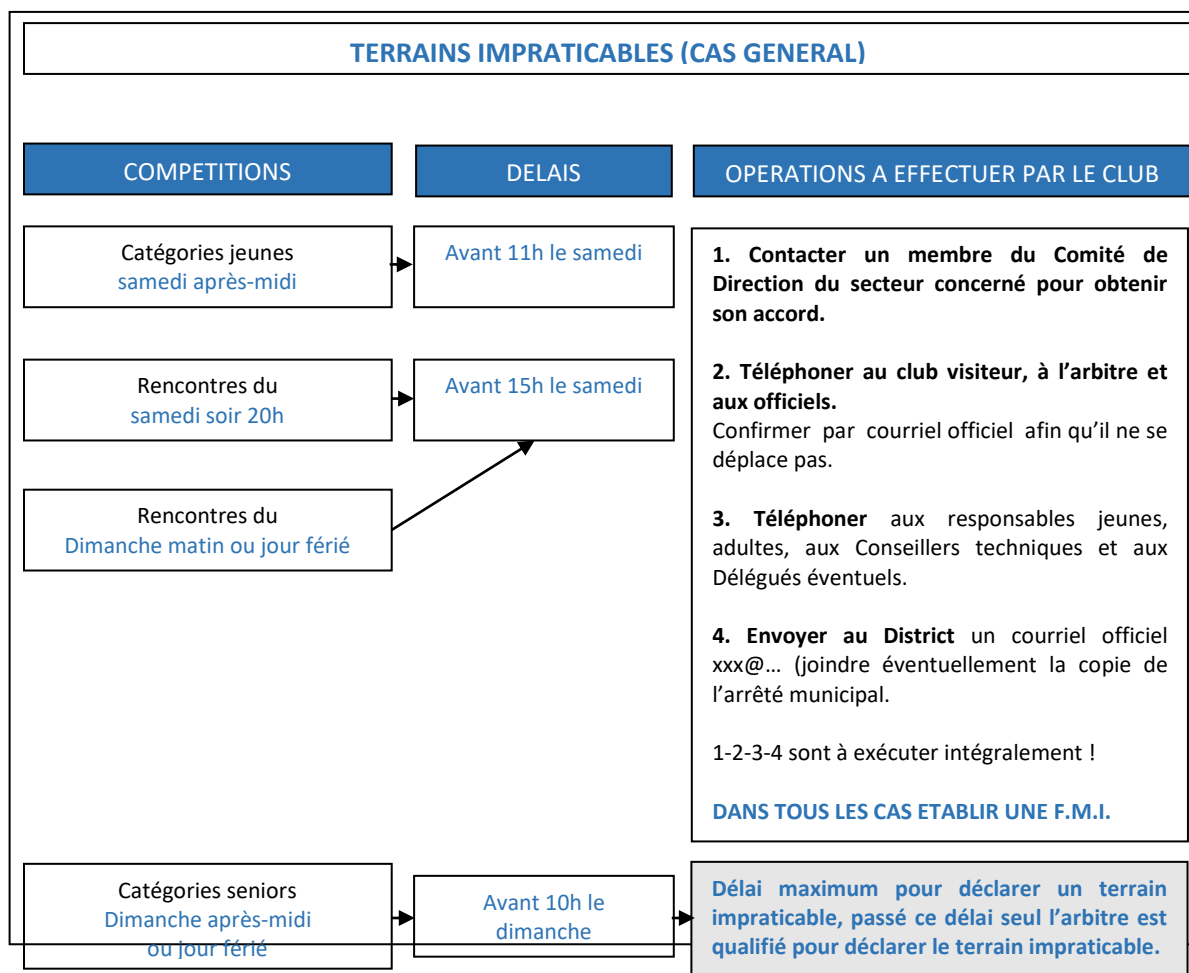 TERRAINS IMPRATICABLES (CAS GENERAL)
COMPETITIONS
DELAIS
OPERATIONS A EFFECTUER PAR LE CLUB
Catégories jeunes
samedi après-midi
Avant 11h le samedi
Rencontres du
samedi soir 20h
Avant 15h le samedi
Rencontres du
Dimanche matin ou jour férié
1. Contacter un membre du Comité de
Direction du secteur concerné pour obtenir
son accord.
2. Téléphoner au club visiteur, à l’arbitre et
aux officiels.
Confirmer par courriel officiel afin qu’il ne se
déplace pas.
3. Téléphoner aux responsables jeunes,
adultes, aux Conseillers techniques et aux
Délégués éventuels.
4. Envoyer au District un courriel officiel
xxx@… (joindre éventuellement la copie de
l’arrêté municipal.
1-2-3-4 sont à exécuter intégralement !
DANS TOUS LES CAS ETABLIR UNE F.M.I.
Catégories seniors
Dimanche après-midi
ou jour férié
Avant 10h le
dimanche
Délai maximum pour déclarer un terrain
impraticable, passé ce délai seul l’arbitre est
qualifié pour déclarer le terrain impraticable.